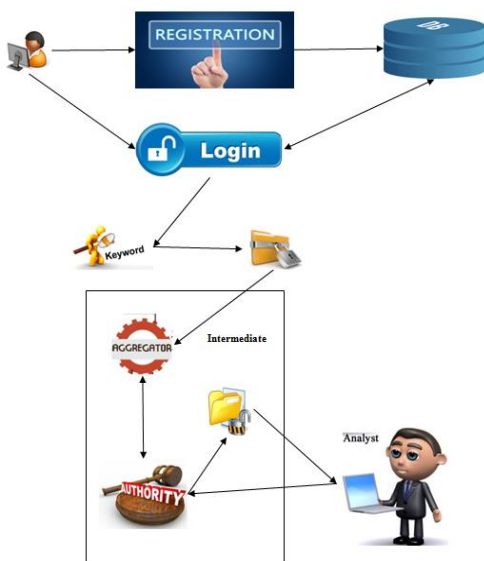 REGISTRATION
DB
Login
Keyword
AGGREGATOR
Intermediate
AUTHORITY
Analyst